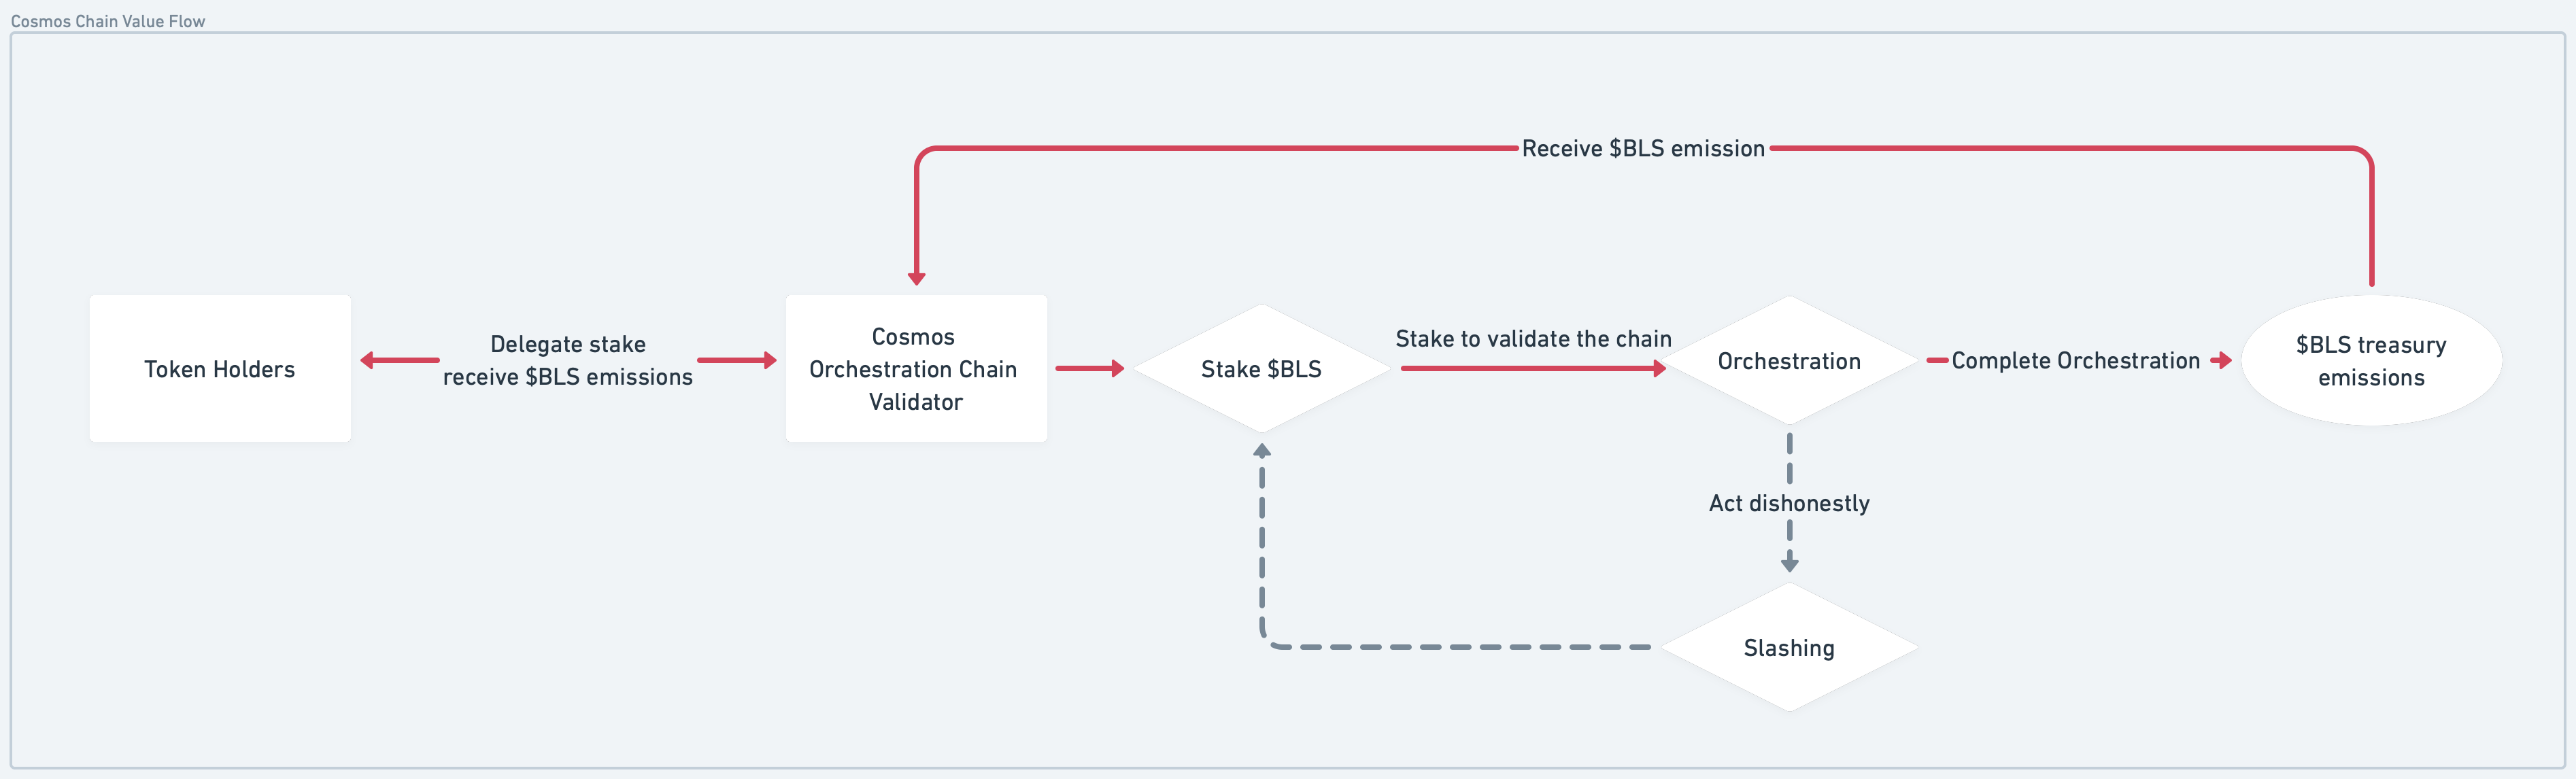 Cosmos Chain Value Flow
Receive $BLS emission
Token Holders
Delegate stake
receive $BLS emissions
Cosmos
Orchestration Chain
Validator
Stake $BLS
Stake to validate the chain
Orchestration
Complete Orchestration
$BLS treasury
emissions
Act dishonestly
Slashing